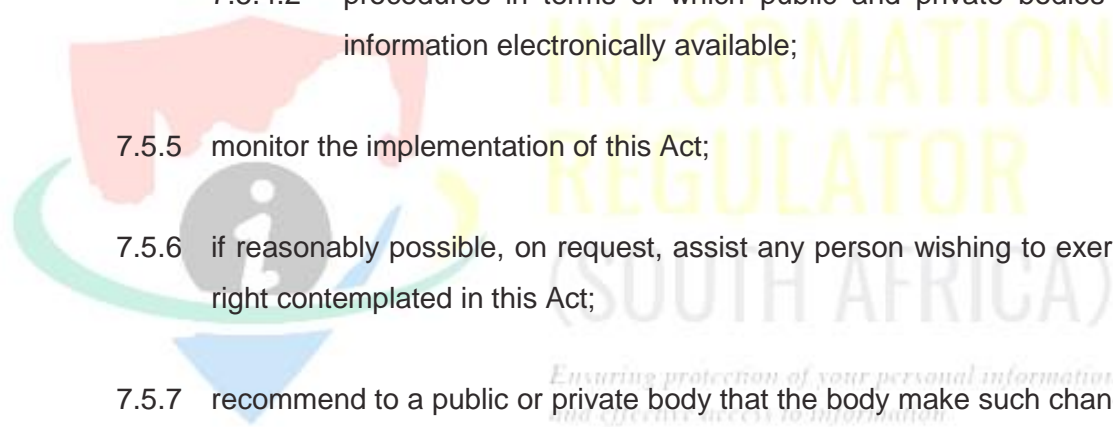 procedures in terms of which public and private bodies
information electronically available;
INFORMATION
REGULATOR
7.5.5 monitor the implementation of this Act;
7.5.6 if reasonably possible, on request, assist any person wishing to exer
right contemplated in this Act;
(SOUTH AFRICA)
Ensuring protection of your personal information
and effective access to information
7.5.7 recommend to a public or private body that the body make such chan